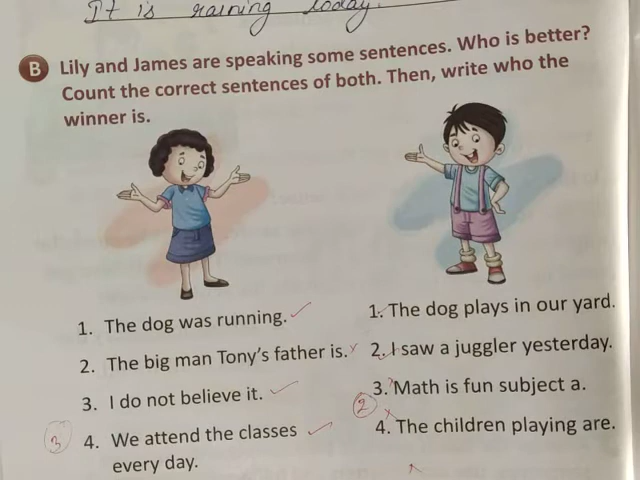 It is raining today.
B Lily and James are speaking some sentences. Who is better?
Count the correct sentences of both. Then, write who the
winner is.
1. The dog was running.
2. The big man Tony's father is.
3. I do not believe it.
3
4. We attend the classes
every day.
1. The dog plays in our yard.
2. I saw a juggler yesterday.
3. Math is fun subject a.
2
4. The children playing are.